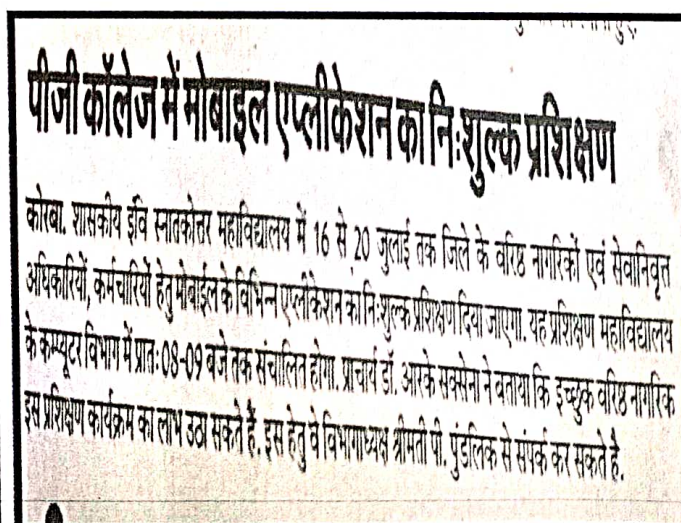 पीजी कॉलेज में मोबाइल एप्लीकेशन का निःशुल्क प्रशिक्षण
कोरबा. शासकीय इंवि स्नातकोत्तर महाविद्यालय में 16 से 20 जुलाई तक जिले के वरिष्ठ नागरिकों एवं सेवानिवृत्त
अधिकारियों, कर्मचारियों हेतु मोबाईल के विभिन्न एप्लीकेशन का निःशुल्क प्रशिक्षण दिया जाएगा. यह प्रशिक्षण महाविद्यालय
के कम्प्यूटर विभाग में प्रातः 08-09 बजे तक संचालित होगा. प्राचार्य डॉ. आरके सक्सेना ने बताया कि इच्छुक वरिष्ठ नागरिक
इस प्रशिक्षण कार्यक्रम का लाभ उठा सकते हैं. इस हेतु वे विभागाध्यक्ष श्रीमती पी. पुंडलिक से संपर्क कर सकते है.